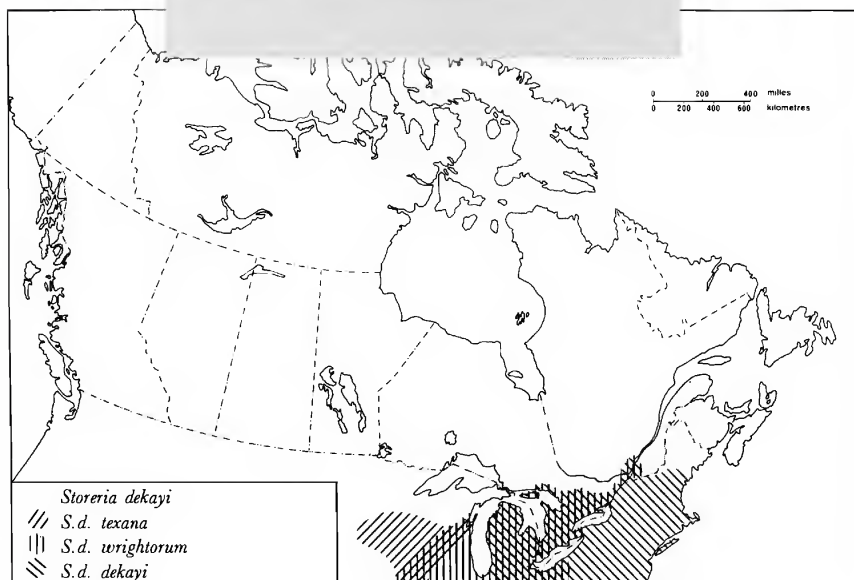 0 200 400 miles
0 200 400 600 kilometres
Storeria dekayi
S.d. texana
S.d. wrightorum
S.d. dekayi